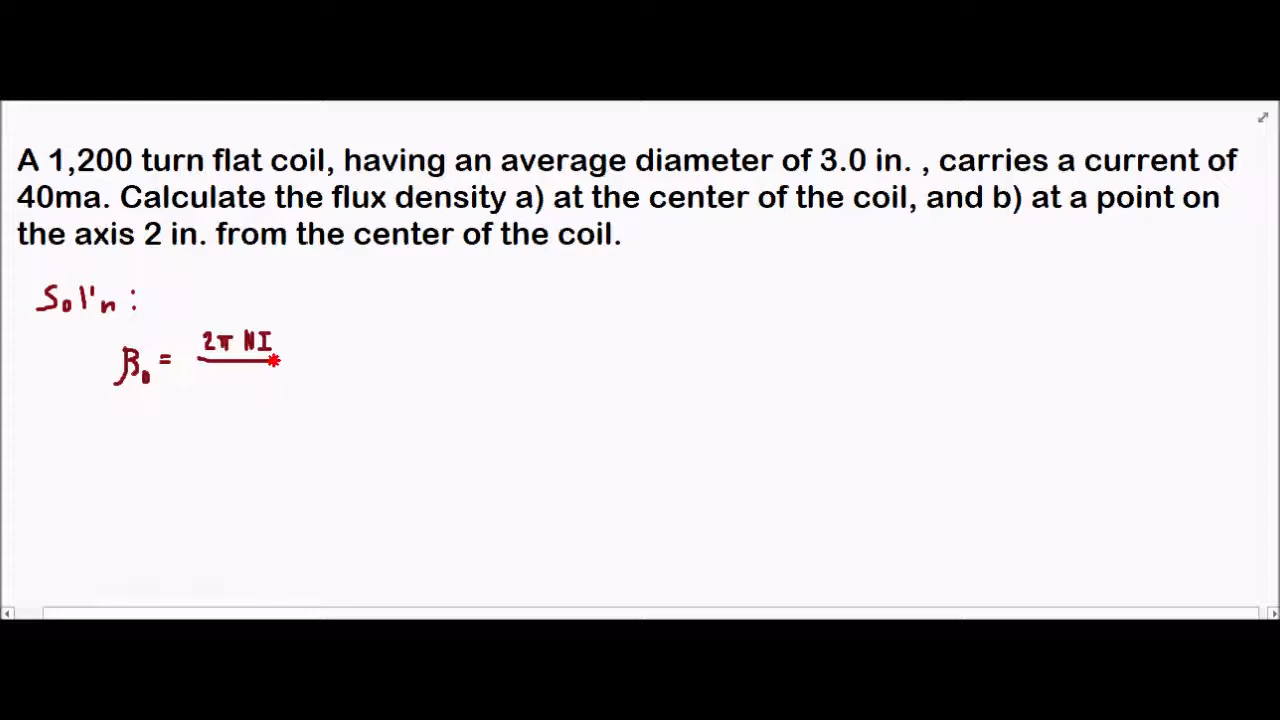 A 1,200 turn flat coil, having an average diameter of 3.0 in. , carries a current of
40ma. Calculate the flux density a) at the center of the coil, and b) at a point on
the axis 2 in. from the center of the coil.
Sol'n :
β₀ = 2π NI